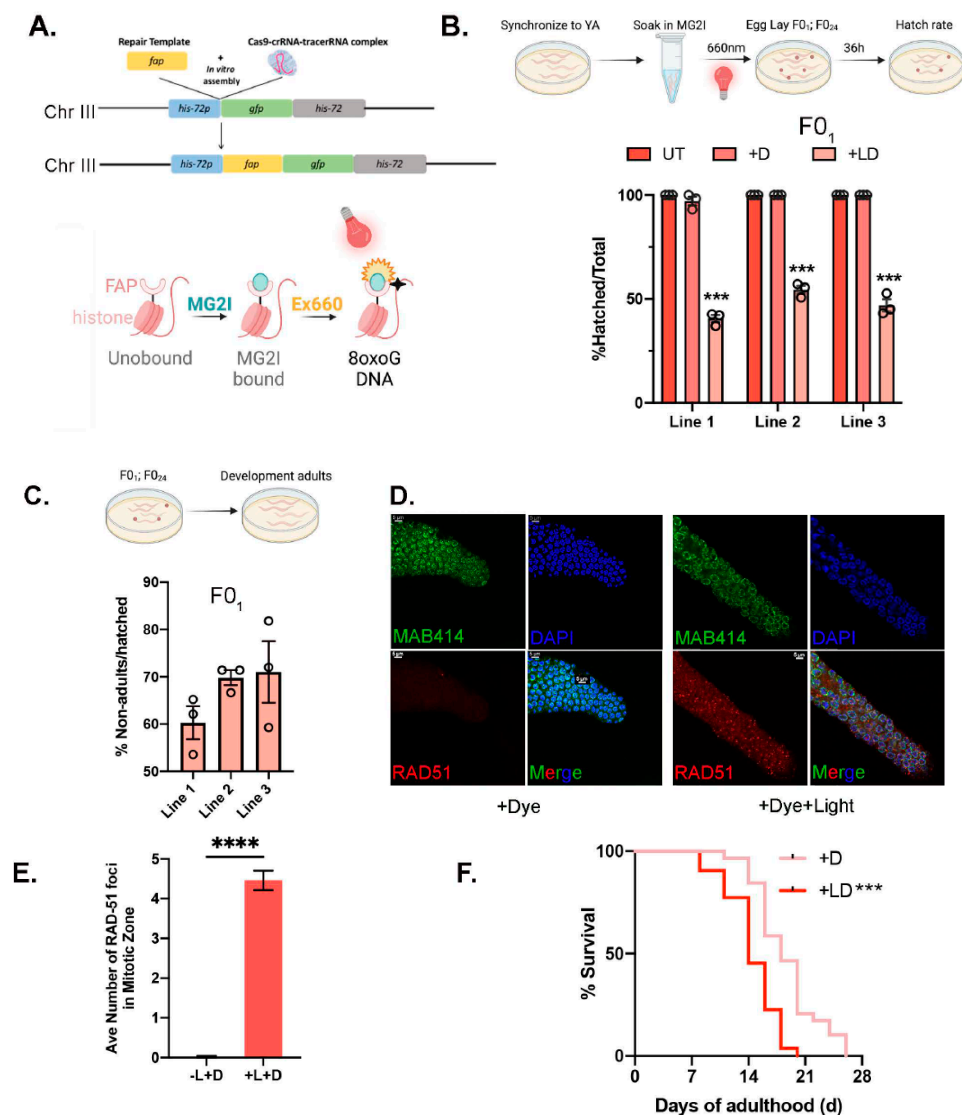 A.
Repair Template
fap
+
In vitro
assembly
Cas9-crRNA-tracerRNA complex
Chr III
his-72p
gfp
his-72
Chr III
his-72p
fap
gfp
his-72
FAP
histone
MG2I
Ex660
Unobound
MG2I
bound
8oxoG
DNA
B.
Synchronize to YA
Soak in MG2I
660nm
Egg Lay F0₁; F0₂₄
36h
Hatch rate
F0₁
UT
+D
+LD
%Hatched/Total
100
50
0
***
***
***
Line 1
Line 2
Line 3
C.
F0₁; F0₂₄
Development adults
F0₁
% Non-adults/hatched
90
80
70
60
50
Line 1
Line 2
Line 3
D.
MAB414
DAPI
RAD51
Merge
+Dye
MAB414
DAPI
RAD51
Merge
+Dye+Light
E.
****
Ave Number of RAD-51 foci
in Mitotic Zone
5
4
3
2
1
0
-L+D
+L+D
F.
+D
+LD***
% Survival
100
50
0
0
7
14
21
28
Days of adulthood (d)